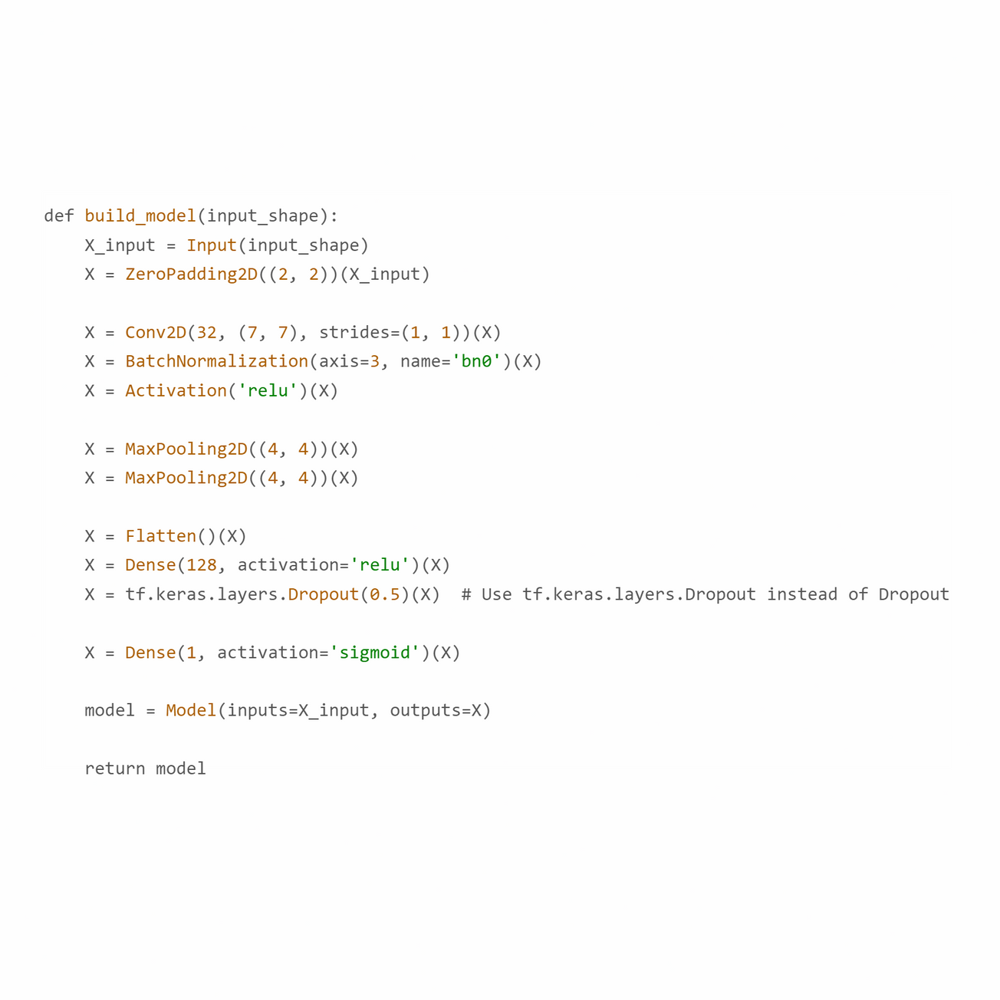 def build_model(input_shape):
    X_input = Input(input_shape)
    X = ZeroPadding2D((2, 2))(X_input)

    X = Conv2D(32, (7, 7), strides=(1, 1))(X)
    X = BatchNormalization(axis=3, name='bn0')(X)
    X = Activation('relu')(X)

    X = MaxPooling2D((4, 4))(X)
    X = MaxPooling2D((4, 4))(X)

    X = Flatten()(X)
    X = Dense(128, activation='relu')(X)
    X = tf.keras.layers.Dropout(0.5)(X)  # Use tf.keras.layers.Dropout instead of Dropout

    X = Dense(1, activation='sigmoid')(X)

    model = Model(inputs=X_input, outputs=X)

    return model